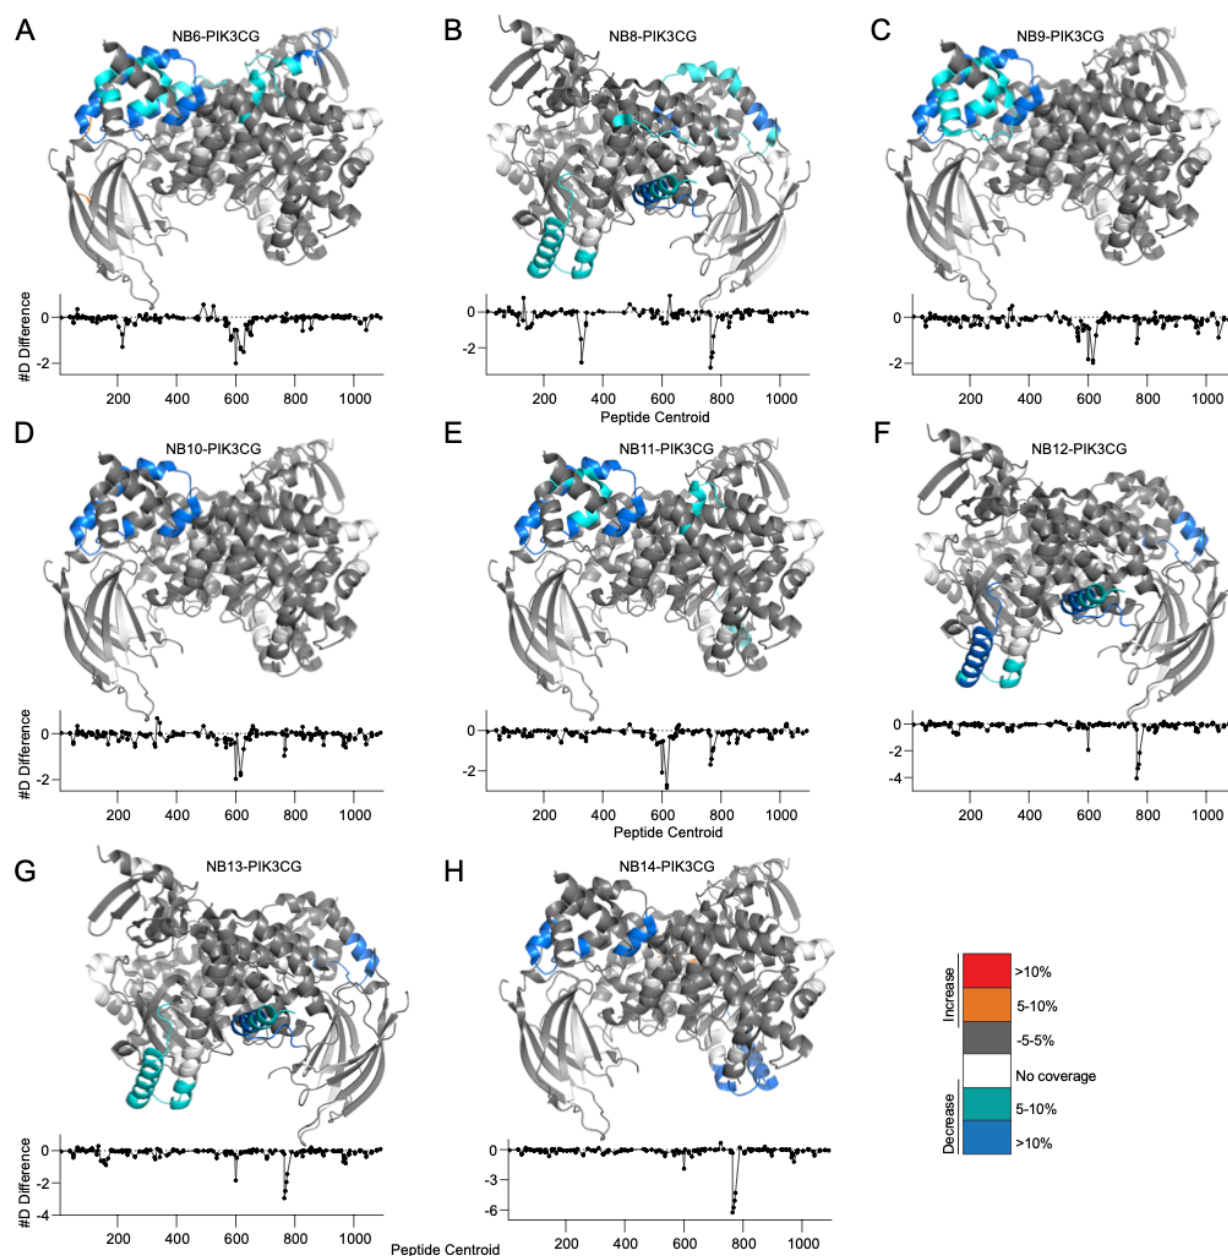 A
NB6-PIK3CG
B
NB8-PIK3CG
C
NB9-PIK3CG
#D Difference
0
-2
200 400 600 800 1000
0
-2
200 400 600 800 1000
Peptide Centroid
0
-2
200 400 600 800 1000
D
NB10-PIK3CG
E
NB11-PIK3CG
F
NB12-PIK3CG
#D Difference
0
-2
200 400 600 800 1000
0
-2
200 400 600 800 1000
Peptide Centroid
0
-2
-4
200 400 600 800 1000
G
NB13-PIK3CG
H
NB14-PIK3CG
#D Difference
0
-2
-4
200 400 600 800 1000
Peptide Centroid
0
-3
-6
200 400 600 800 1000
Increase
>10%
5-10%
-5-5%
No coverage
Decrease
5-10%
>10%